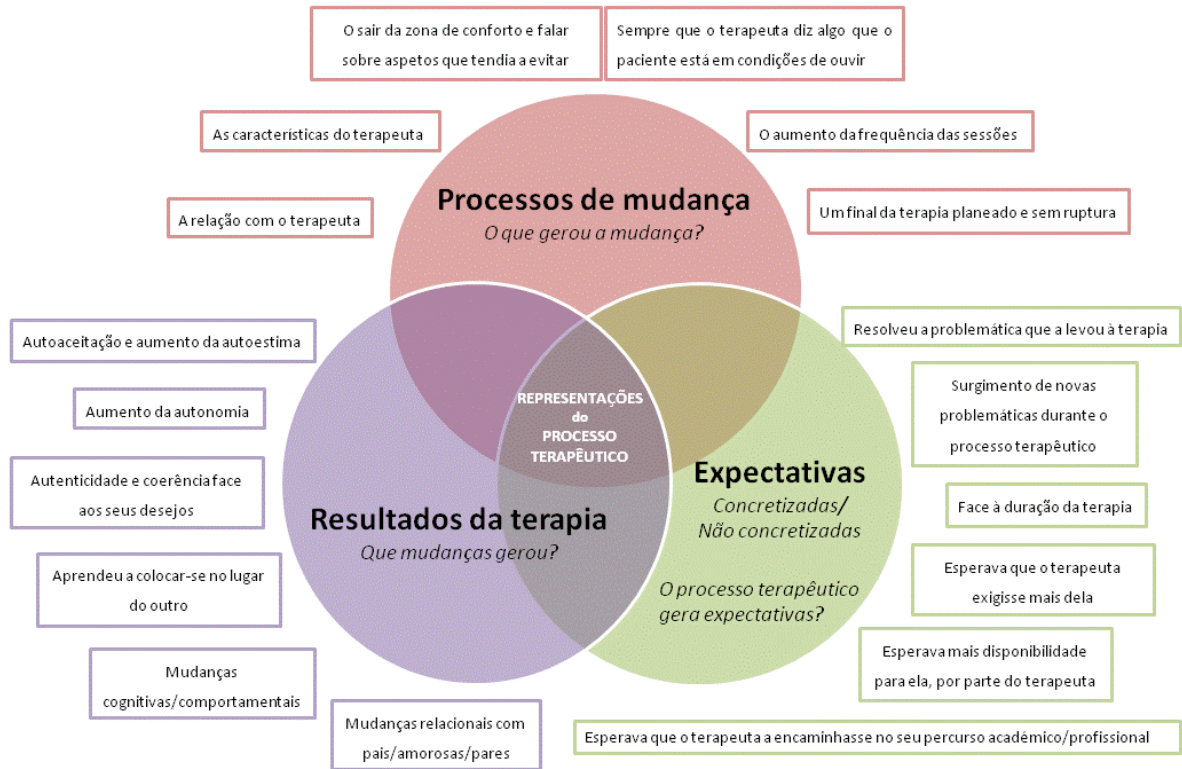 O sair da zona de conforto e falar
sobre aspetos que tendia a evitar
Sempre que o terapeuta diz algo que o
paciente está em condições de ouvir
As características do terapeuta
O aumento da frequência das sessões
A relação com o terapeuta
Um final da terapia planeado e sem ruptura
Processos de mudança
O que gerou a mudança?
Autoaceitação e aumento da autoestima
Aumento da autonomia
Autenticidade e coerência face
aos seus desejos
Aprendeu a colocar-se no lugar
do outro
Mudanças
cognitivas/comportamentais
Mudanças relacionais com
pais/amorosas/pares
Resultados da terapia
Que mudanças gerou?
REPRESENTAÇÕES
do
PROCESSO
TERAPÊUTICO
Expectativas
Concretizadas/
Não concretizadas
O processo terapêutico
gera expectativas?
Resolveu a problemática que a levou à terapia
Surgimento de novas
problemáticas durante o
processo terapêutico
Face à duração da terapia
Esperava que o terapeuta
exigisse mais dela
Esperava mais disponibilidade
para ela, por parte do terapeuta
Esperava que o terapeuta a encaminhasse no seu percurso académico/profissional